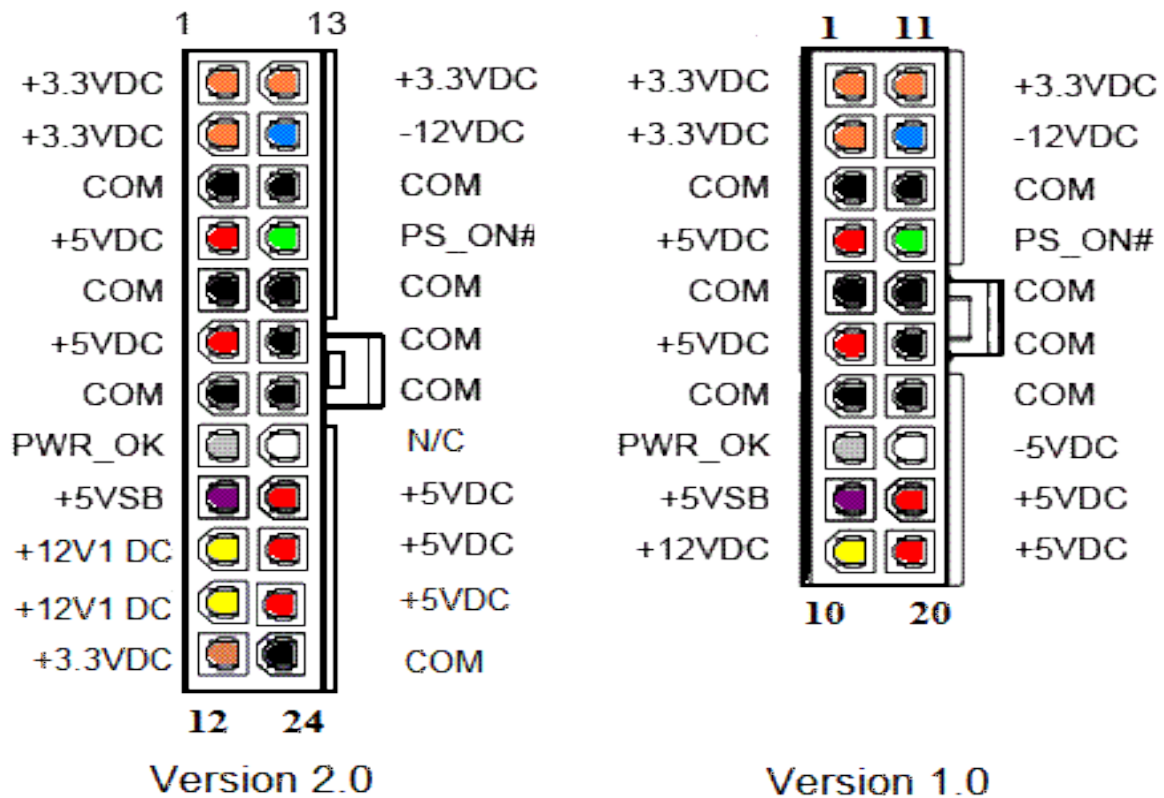 1 13 1 11
+3.3VDC +3.3VDC +3.3VDC +3.3VDC
+3.3VDC -12VDC +3.3VDC -12VDC
COM COM COM COM
+5VDC PS_ON# +5VDC PS_ON#
COM COM COM COM
+5VDC COM +5VDC COM
COM COM COM COM
PWR_OK N/C PWR_OK -5VDC
+5VSB +5VDC +5VSB +5VDC
+12V1 DC +5VDC +12VDC +5VDC
+12V1 DC +5VDC 10 20
+3.3VDC COM
12 24
Version 2.0 Version 1.0